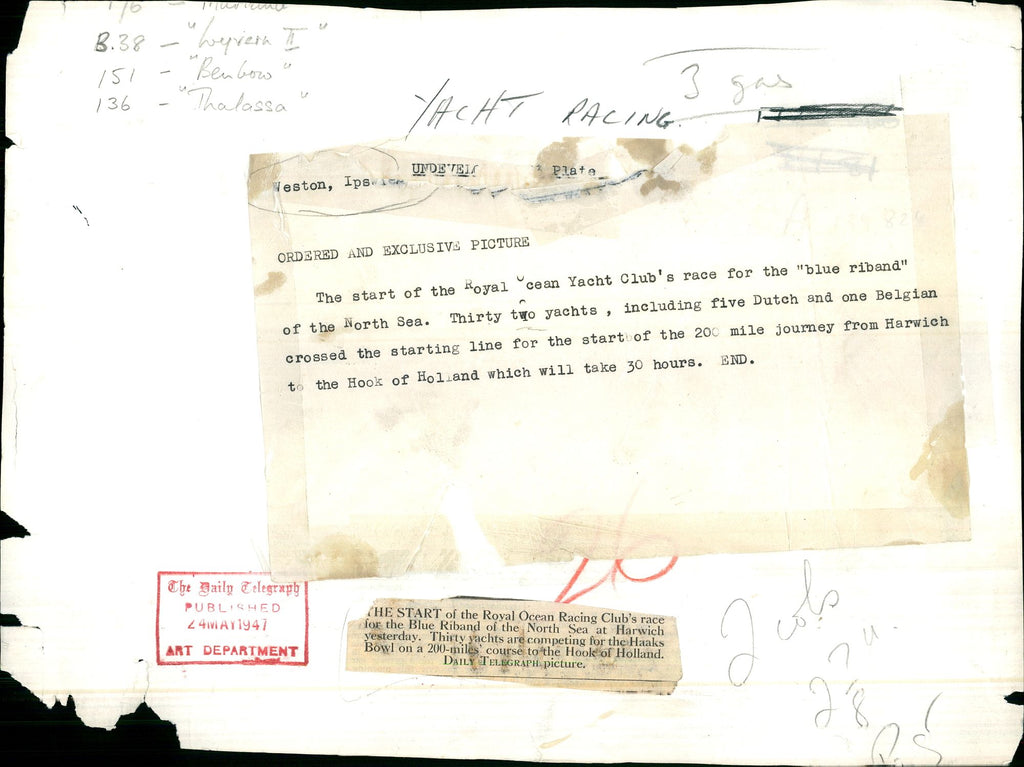 B.38 - "Wyvern II"
151 - "Benbow"
136 - "Thalassa"
3 gns
YACHT RACING.
UNDEVEL Plate
Weston, Ipswich
ORDERED AND EXCLUSIVE PICTURE
The start of the Royal Ocean Yacht Club's race for the "blue riband"
of the North Sea. Thirty two yachts, including five Dutch and one Belgian
crossed the starting line for the start of the 200 mile journey from Harwich
to the Hook of Holland which will take 30 hours. END.
The Daily Telegraph
PUBLISHED
24 MAY 1947
ART DEPARTMENT
THE START of the Royal Ocean Racing Club's race
for the Blue Riband of the North Sea at Harwich
yesterday. Thirty yachts are competing for the Haaks
Bowl on a 200-miles' course to the Hook of Holland.
DAILY TELEGRAPH picture.
2 cols